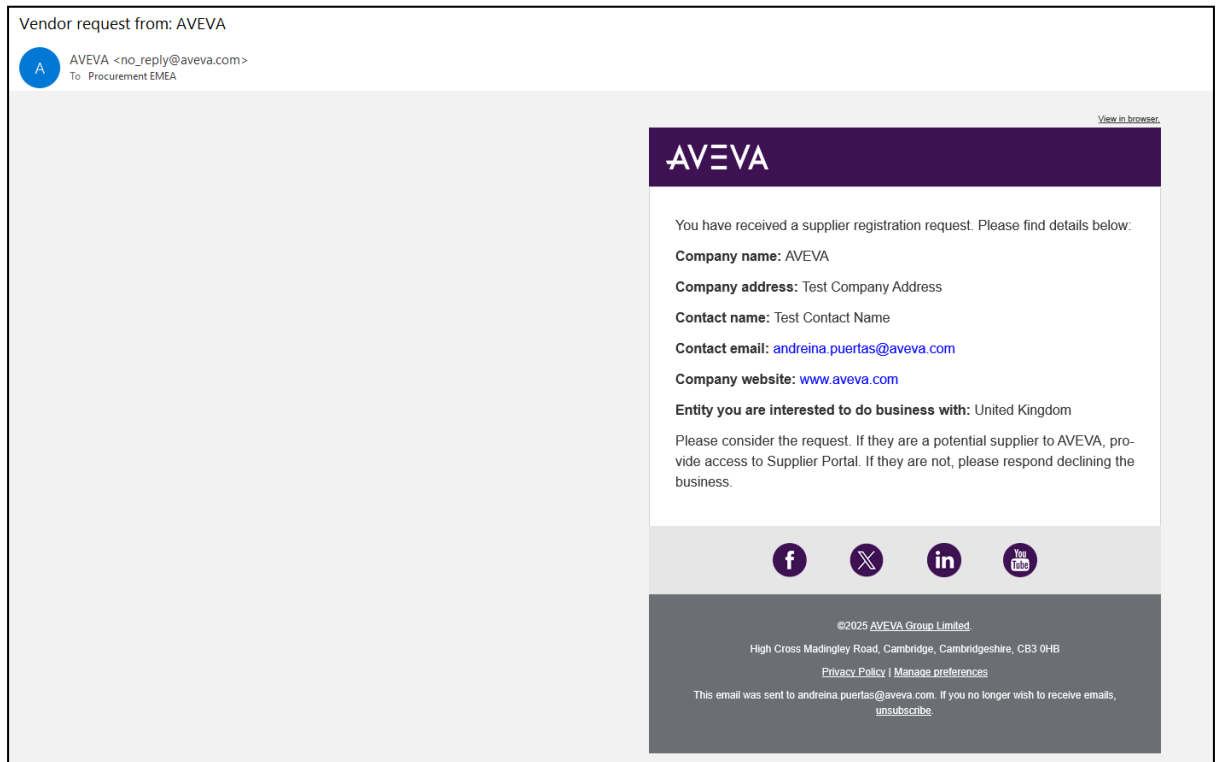 Vendor request from: AVEVA
A
AVEVA <no_reply@aveva.com>
To Procurement EMEA
View in browser.
AVEVA
You have received a supplier registration request. Please find details below:
Company name: AVEVA
Company address: Test Company Address
Contact name: Test Contact Name
Contact email: andreina.puertas@aveva.com
Company website: www.aveva.com
Entity you are interested to do business with: United Kingdom
Please consider the request. If they are a potential supplier to AVEVA, pro-
vide access to Supplier Portal. If they are not, please respond declining the
business.
f X in You Tube
©2025 AVEVA Group Limited.
High Cross Madingley Road, Cambridge, Cambridgeshire, CB3 0HB
Privacy Policy | Manage preferences
This email was sent to andreina.puertas@aveva.com. If you no longer wish to receive emails,
unsubscribe.